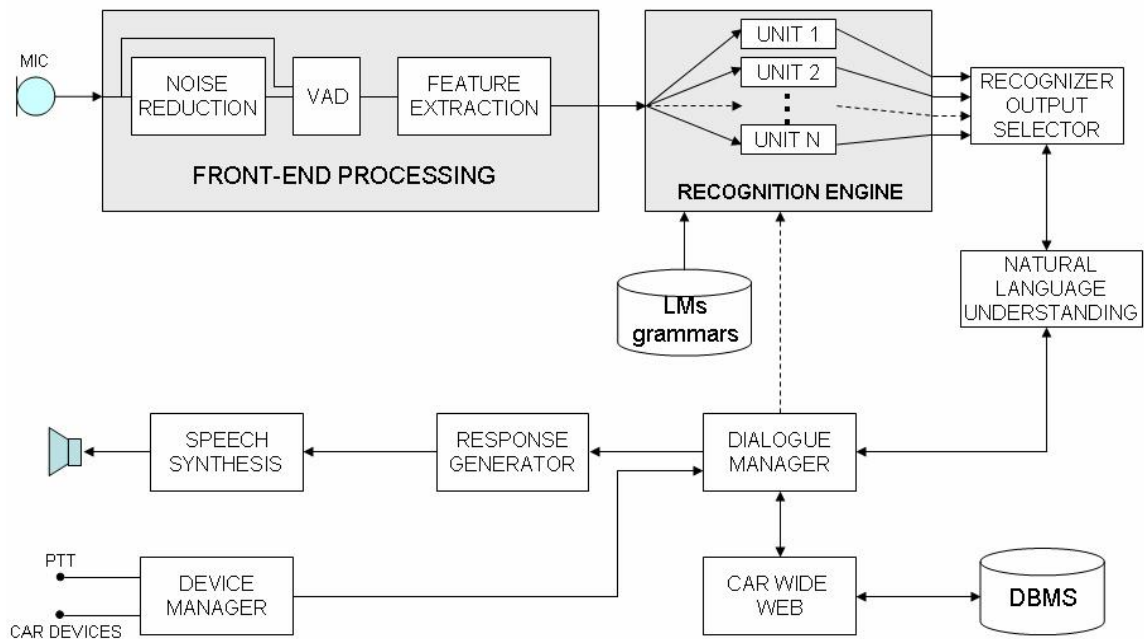 MIC
NOISE
REDUCTION
VAD
FEATURE
EXTRACTION
FRONT-END PROCESSING
UNIT 1
UNIT 2
UNIT N
RECOGNITION ENGINE
RECOGNIZER
OUTPUT
SELECTOR
LMs
grammars
NATURAL
LANGUAGE
UNDERSTANDING
SPEECH
SYNTHESIS
RESPONSE
GENERATOR
DIALOGUE
MANAGER
PTT
CAR DEVICES
DEVICE
MANAGER
CAR WIDE
WEB
DBMS